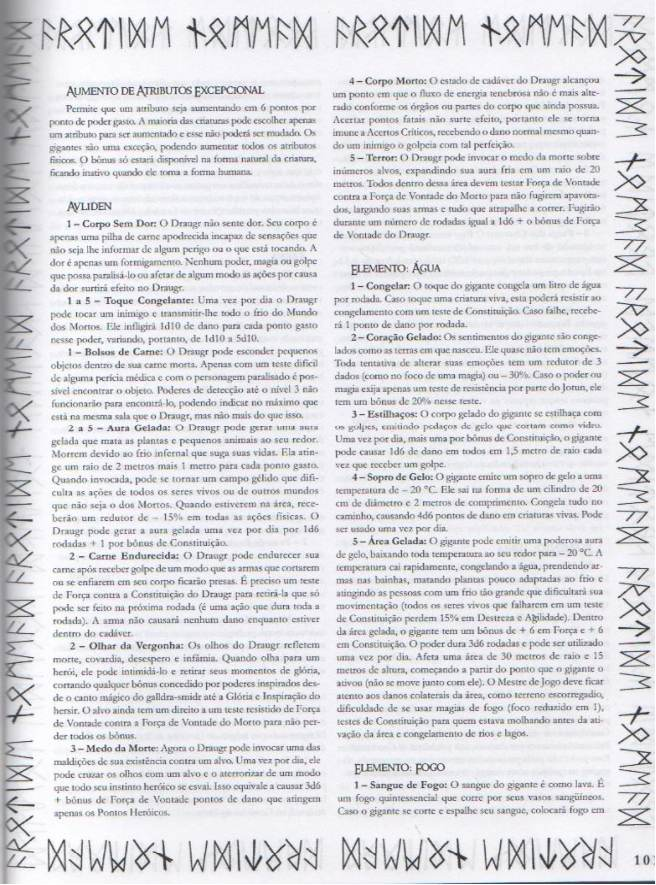 AUMENTO DE ATRIBUTOS EXCEPCIONAL
Permite que um atributo seja aumentando em 6 pontos por
ponto de poder gasto. A maioria das criaturas pode escolher apenas
um atributo para ser aumentado e esse não poderá ser mudado. Os
gigantes são uma exceção, podendo aumentar todos os atributos
físicos. O bônus só estará disponível na forma natural da criatura,
ficando inativo quando ele toma a forma humana.
AVLIDEN
1 – Corpo Sem Dor: O Draugr não sente dor. Seu corpo é
apenas uma pilha de carne apodrecida incapaz de sensações que
não seja lhe informar de algum perigo ou o que está tocando. A
dor é apenas um formigamento. Nenhum poder, magia ou golpe
que possa paralisá-lo ou afetar de algum modo as ações por causa
da dor surtirá efeito no Draugr.
1 a 5 – Toque Congelante: Uma vez por dia o Draugr
pode tocar um inimigo e transmitir-lhe todo o frio do Mundo
dos Mortos. Ele infligirá 1d10 de dano para cada ponto gasto
nesse poder, variando, portanto, de 1d10 a 5d10.
1 – Bolsos de Carne: O Draugr pode esconder pequenos
objetos dentro de sua carne morta. Apenas com um teste difícil
de alguma perícia médica e com o personagem paralisado é pos-
sível encontrar o objeto. Poderes de detecção até o nível 3 não
funcionarão para encontrá-lo, podendo indicar no máximo que
está na mesma sala que o Draugr, mas não mais do que isso.
2 a 5 – Aura Gelada: O Draugr pode gerar uma aura
gelada que mata as plantas e pequenos animais ao seu redor.
Morrem devido ao frio infernal que suga suas vidas. Ela atin-
ge um raio de 2 metros mais 1 metro para cada ponto gasto.
Quando invocada, pode se tornar um campo gélido que difi-
culta as ações de todos os seres vivos ou de outros mundos
que não seja o dos Mortos. Quando estiverem na área, rece-
berão um redutor de – 15% em todas as ações físicas. O
Draugr pode gerar a aura gelada uma vez por dia por 1d6
rodadas + 1 por bônus de Constituição.
2 – Carne Endurecida: O Draugr pode endurecer sua
carne após receber golpe de um modo que as armas que cortarem
ou se enfiarem em seu corpo ficarão presas. É preciso um teste
de Força contra a Constituição do Draugr para retirá-la que só
pode ser feito na próxima rodada (é uma ação que dura toda a
rodada). A arma não causará nenhum dano enquanto estiver
dentro do cadáver.
2 – Olhar da Vergonha: Os olhos do Draugr refletem
morte, covardia, desespero e infâmia. Quando olha para um
herói, ele pode intimidá-lo e retirar seus momentos de glória,
cortando qualquer bônus concedido por poderes inspirados des-
de o canto mágico do galldra-smidr até a Glória e Inspiração do
hersir. O alvo ainda tem um direito a um teste resistido de Força
de Vontade contra a Força de Vontade do Morto para não per-
der todos os bônus.
3 – Medo da Morte: Agora o Draugr pode invocar uma das
maldições de sua existência contra um alvo. Uma vez por dia, ele
pode cruzar os olhos com um alvo e o aterrorizar de um modo
que todo seu instinto heróico se esvai. Isso equivale a causar 3d6
+ bônus de Força de Vontade pontos de dano que atingem
apenas os Pontos Heróicos.
4 – Corpo Morto: O estado de cadáver do Draugr alcançou
um ponto em que o fluxo de energia tenebrosa não é mais alte-
rado conforme os órgãos ou partes do corpo que ainda possua.
Acertar pontos fatais não surte efeito, portanto ele se torna
imune a Acertos Críticos, recebendo o dano normal mesmo quan-
do um inimigo o golpeia com tal perfeição.
5 – Terror: O Draugr pode invocar o medo da morte sobre
inúmeros alvos, expandindo sua aura fria em um raio de 20
metros. Todos dentro dessa área devem testar Força de Vontade
contra a Força de Vontade do Morto para não fugirem apavora-
dos, largando suas armas e tudo que atrapalhe a correr. Fugirão
durante um número de rodadas igual a 1d6 + o bônus de Força
de Vontade do Draugr.
ELEMENTO: ÁGUA
1 – Congelar: O toque do gigante congela um litro de água
por rodada. Caso toque uma criatura viva, esta poderá resistir ao
congelamento com um teste de Constituição. Caso falhe, recebe-
rá 1 ponto de dano por rodada.
2 – Coração Gelado: Os sentimentos do gigante são conge-
lados como as terras em que nasceu. Ele quase não tem emoções.
Toda tentativa de alterar suas emoções tem um redutor de 3
dados (como no foco de uma magia) ou – 30%. Caso o poder ou
magia exija apenas um teste de resistência por parte do Jotun, ele
tem um bônus de 20% nesse teste.
3 – Estilhaços: O corpo gelado do gigante se estilhaça com
os golpes, emitindo pedaços de gelo que cortam como vidro.
Uma vez por dia, mais uma por bônus de Constituição, o gigante
pode causar 1d6 de dano em todos em 1,5 metro de raio cada
vez que receber um golpe.
4 – Sopro de Gelo: O gigante emite um sopro de gelo a uma
temperatura de – 20 °C. Ele sai na forma de um cilindro de 20
cm de diâmetro e 2 metros de comprimento. Congela tudo no
caminho, causando 4d6 pontos de dano em criaturas vivas. Pode
ser usado uma vez por dia.
5 – Área Gelada: O gigante pode emitir uma poderosa aura
de gelo, baixando toda temperatura ao seu redor para – 20 °C. A
temperatura cai rapidamente, congelando a água, prendendo ar-
mas nas bainhas, matando plantas pouco adaptadas ao frio e
atingindo as pessoas com um frio tão grande que dificultará sua
movimentação (todos os seres vivos que falharem em um teste
de Constituição perdem 15% em Destreza e Agilidade). Dentro
da área gelada, o gigante tem um bônus de + 6 em Força e + 6
em Constituição. O poder dura 3d6 rodadas e pode ser utilizado
uma vez por dia. Afeta uma área de 30 metros de raio e 15
metros de altura, começando a partir do ponto que o gigante o
ativou (não se move junto com ele). O Mestre de Jogo deve ficar
atento aos danos colaterais da área, como terreno escorregadio,
dificuldade de se usar magias de fogo (foco reduzido em 1),
testes de Constituição para quem estava molhando antes da ati-
vação da área e congelamento de rios e lagos.
ELEMENTO: FOGO
1 – Sangue de Fogo: O sangue do gigante é como lava. É
um fogo quintessencial que corre por seus vasos sangüíneos.
Caso o gigante se corte e espalhe seu sangue, colocará fogo em